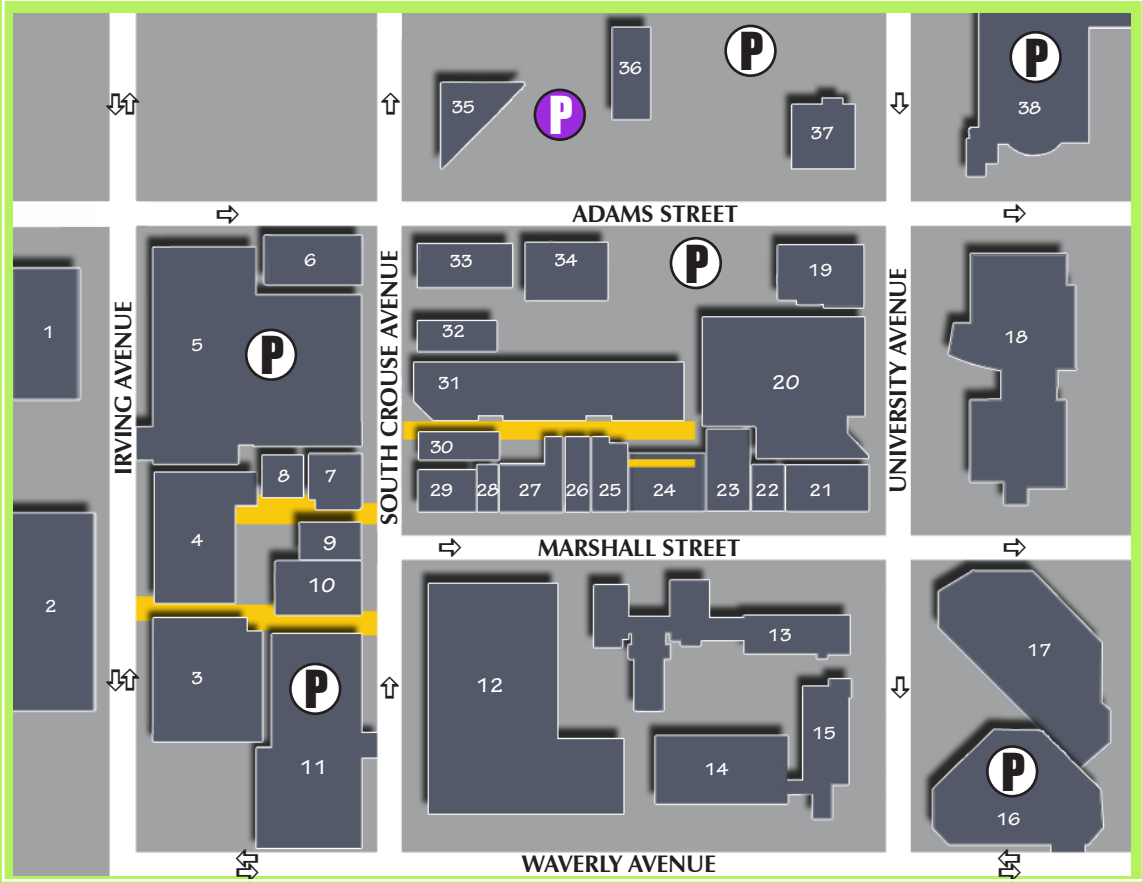 36
P
P
P
35
38
37
ADAMS STREET
6
33
34
P
19
1
5
P
32
18
31
20
IRVING AVENUE
SOUTH CROUSE AVENUE
UNIVERSITY AVENUE
30
8
7
29
28
27
26
25
24
23
22
21
4
9
MARSHALL STREET
10
2
13
17
3
P
12
15
11
14
P
16
WAVERLY AVENUE